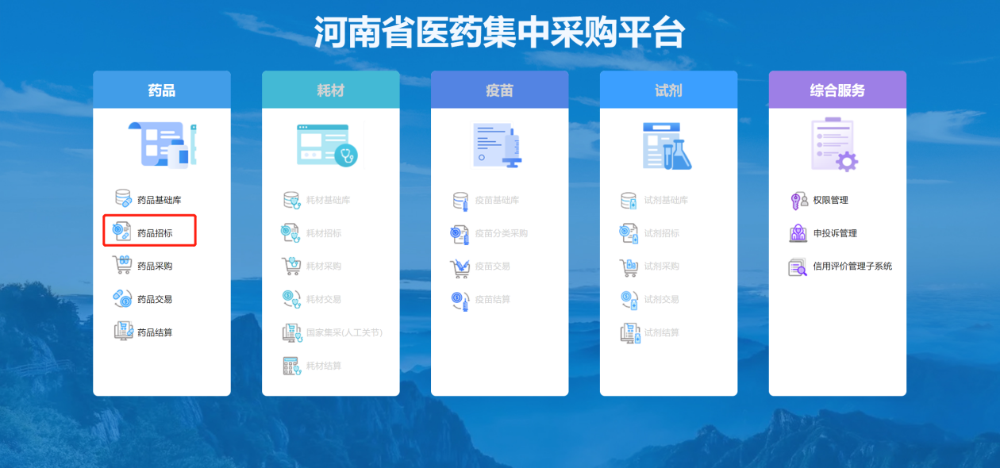 河南省医药集中采购平台
药品
药品基础库
药品招标
药品采购
药品交易
药品结算
耗材
耗材基础库
耗材招标
耗材采购
耗材交易
国家集采(人工关节)
耗材结算
疫苗
疫苗基础库
疫苗分类采购
疫苗交易
疫苗结算
试剂
试剂基础库
试剂招标
试剂采购
试剂交易
试剂结算
综合服务
权限管理
申投诉管理
信用评价管理子系统